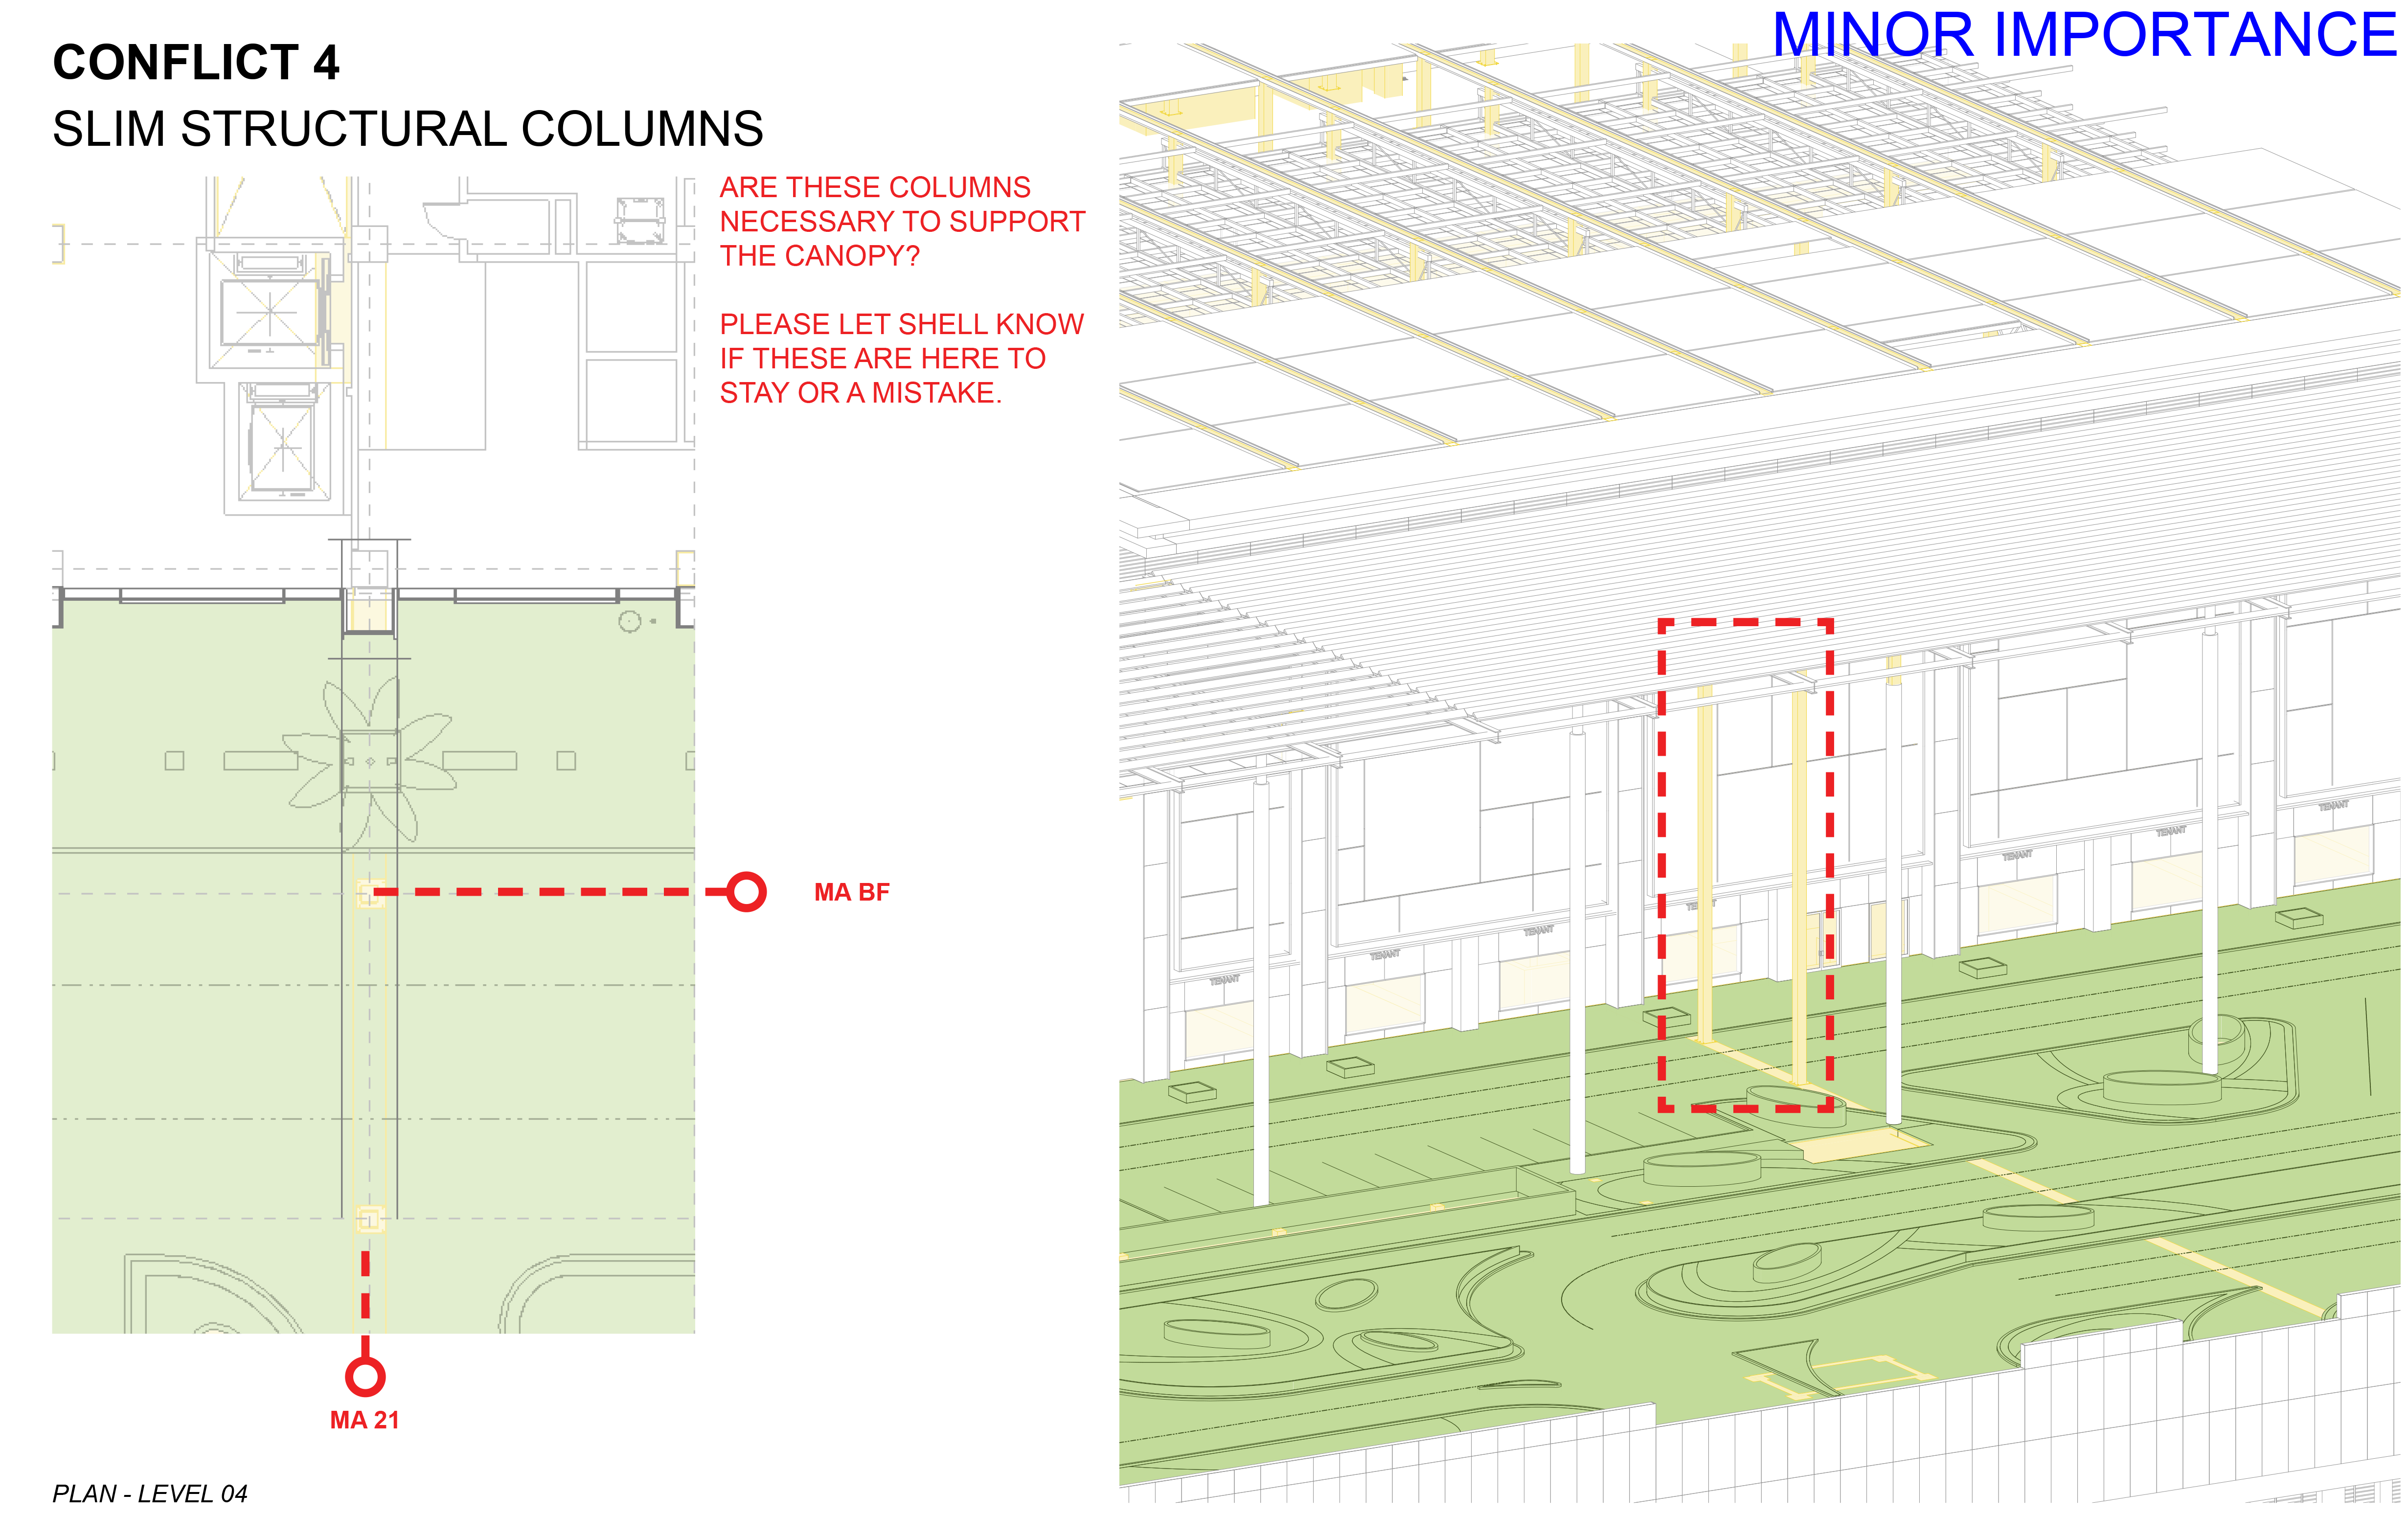 MINOR IMPORTANCE
CONFLICT 4
SLIM STRUCTURAL COLUMNS
ARE THESE COLUMNS
NECESSARY TO SUPPORT
THE CANOPY?
PLEASE LET SHELL KNOW
IF THESE ARE HERE TO
STAY OR A MISTAKE.
MA BF
MA 21
PLAN - LEVEL 04
TENANT
TENANT
TENANT
TENANT
TENANT
TENANT
TENANT